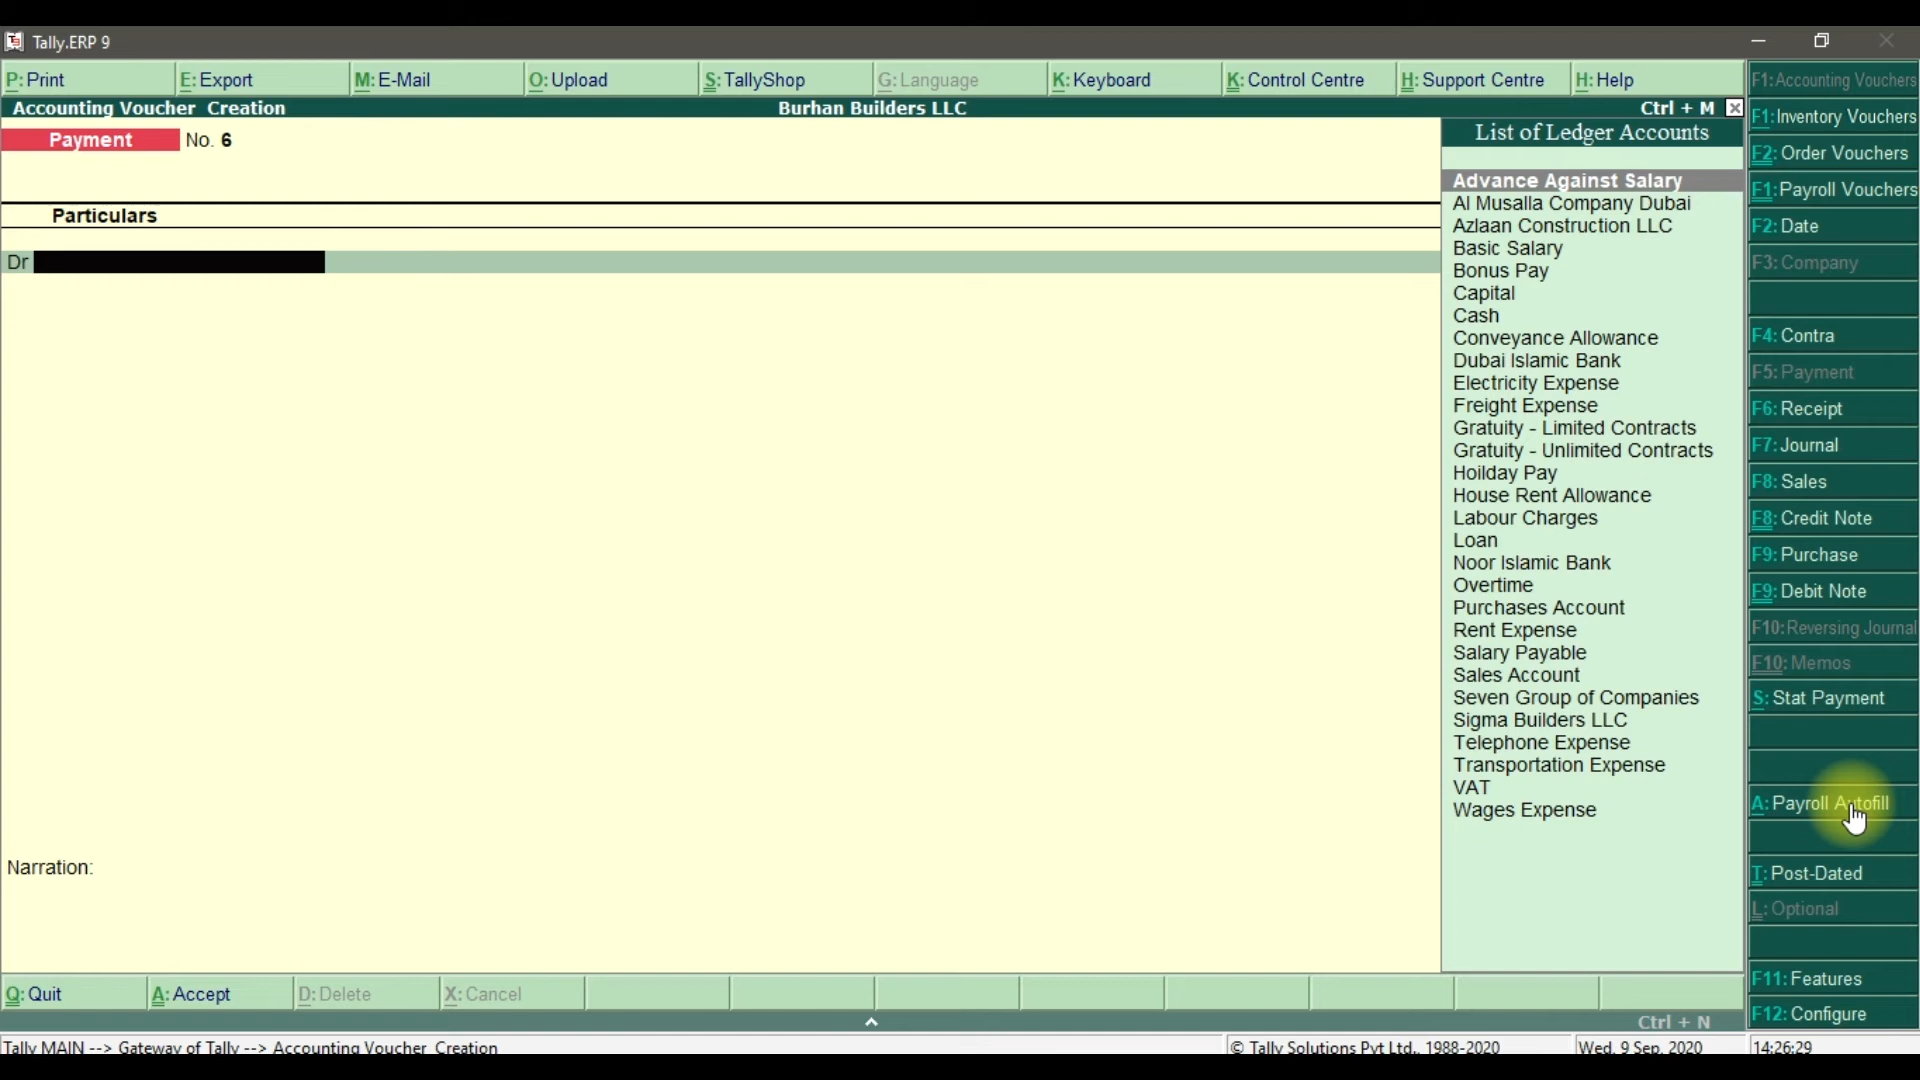 Tally.ERP 9
P: Print
E: Export
M: E-Mail
O: Upload
S: TallyShop
G: Language
K: Keyboard
K: Control Centre
H: Support Centre
H: Help
Accounting Voucher Creation
Burhan Builders LLC
Ctrl + M
Payment
No. 6
Particulars
Dr
Narration:
List of Ledger Accounts
Advance Against Salary
Al Musalla Company Dubai
Azlaan Construction LLC
Basic Salary
Bonus Pay
Capital
Cash
Conveyance Allowance
Dubai Islamic Bank
Electricity Expense
Freight Expense
Gratuity - Limited Contracts
Gratuity - Unlimited Contracts
Hoilday Pay
House Rent Allowance
Labour Charges
Loan
Noor Islamic Bank
Overtime
Purchases Account
Rent Expense
Salary Payable
Sales Account
Seven Group of Companies
Sigma Builders LLC
Telephone Expense
Transportation Expense
VAT
Wages Expense
F1: Accounting Vouchers
F1: Inventory Vouchers
F2: Order Vouchers
F1: Payroll Vouchers
F2: Date
F3: Company
F4: Contra
F5: Payment
F6: Receipt
F7: Journal
F8: Sales
F8: Credit Note
F9: Purchase
F9: Debit Note
F10: Reversing Journal
F10: Memos
S: Stat Payment
A: Payroll Autofill
T: Post-Dated
L: Optional
F11: Features
F12: Configure
Q: Quit
A: Accept
D: Delete
X: Cancel
Ctrl + N
Tally MAIN --> Gateway of Tally --> Accounting Voucher Creation
© Tally Solutions Pvt Ltd., 1988-2020
Wed, 9 Sep, 2020
14:26:29